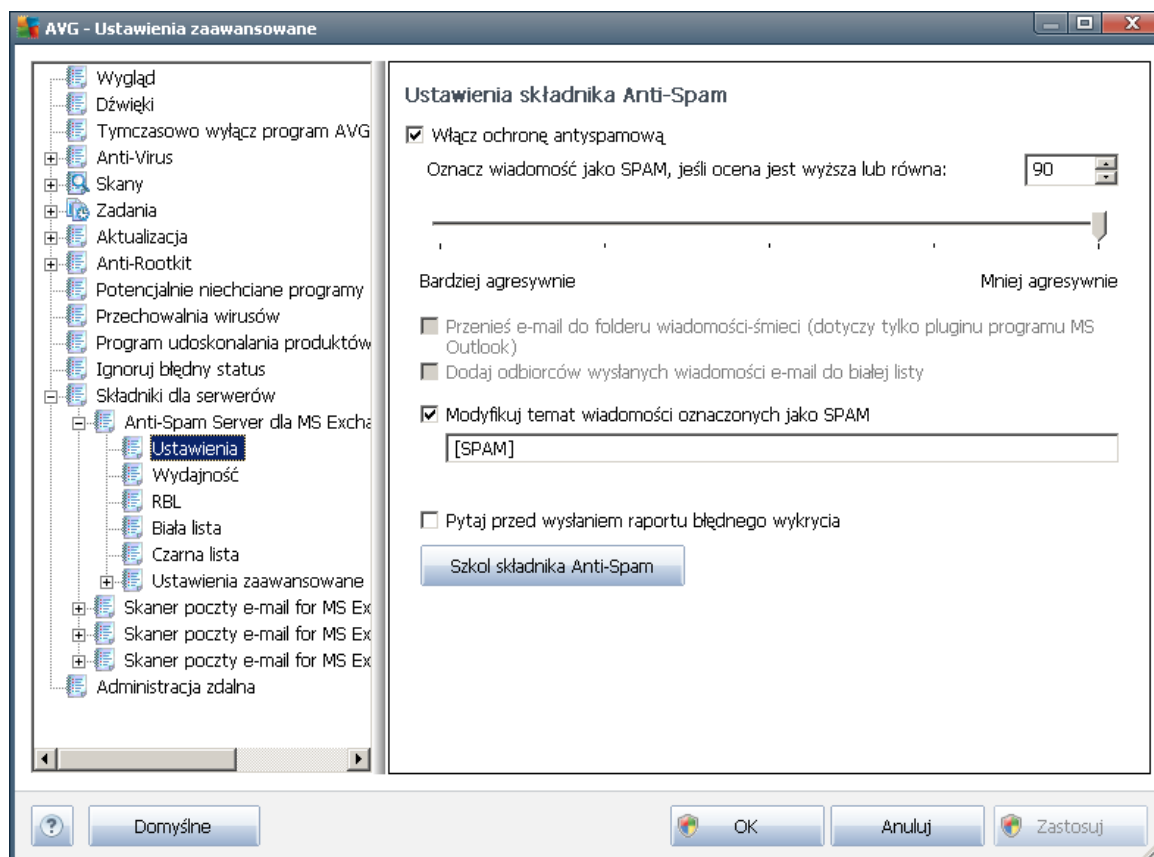 AVG - Ustawienia zaawansowane
Wygląd
Dźwięki
Tymczasowo wyłącz program AVG
Anti-Virus
Skany
Zadania
Aktualizacja
Anti-Rootkit
Potencjalnie niechciane programy
Przechowalnia wirusów
Program udoskonalania produktów
Ignoruj błędny status
Składniki dla serwerów
Anti-Spam Server dla MS Excha
Ustawienia
Wydajność
RBL
Biała lista
Czarna lista
Ustawienia zaawansowane
Skaner poczty e-mail for MS Ex
Skaner poczty e-mail for MS Ex
Skaner poczty e-mail for MS Ex
Administracja zdalna
Ustawienia składnika Anti-Spam
Włącz ochronę antyspamową
Oznacz wiadomość jako SPAM, jeśli ocena jest wyższa lub równa:
90
Bardziej agresywnie
Mniej agresywnie
Przenieś e-mail do folderu wiadomości-śmieci (dotyczy tylko pluginu programu MS
Outlook)
Dodaj odbiorców wysłanych wiadomości e-mail do białej listy
Modyfikuj temat wiadomości oznaczonych jako SPAM
[SPAM]
Pytaj przed wysłaniem raportu błędnego wykrycia
Szkol składnika Anti-Spam
?
Domyślne
OK
Anuluj
Zastosuj